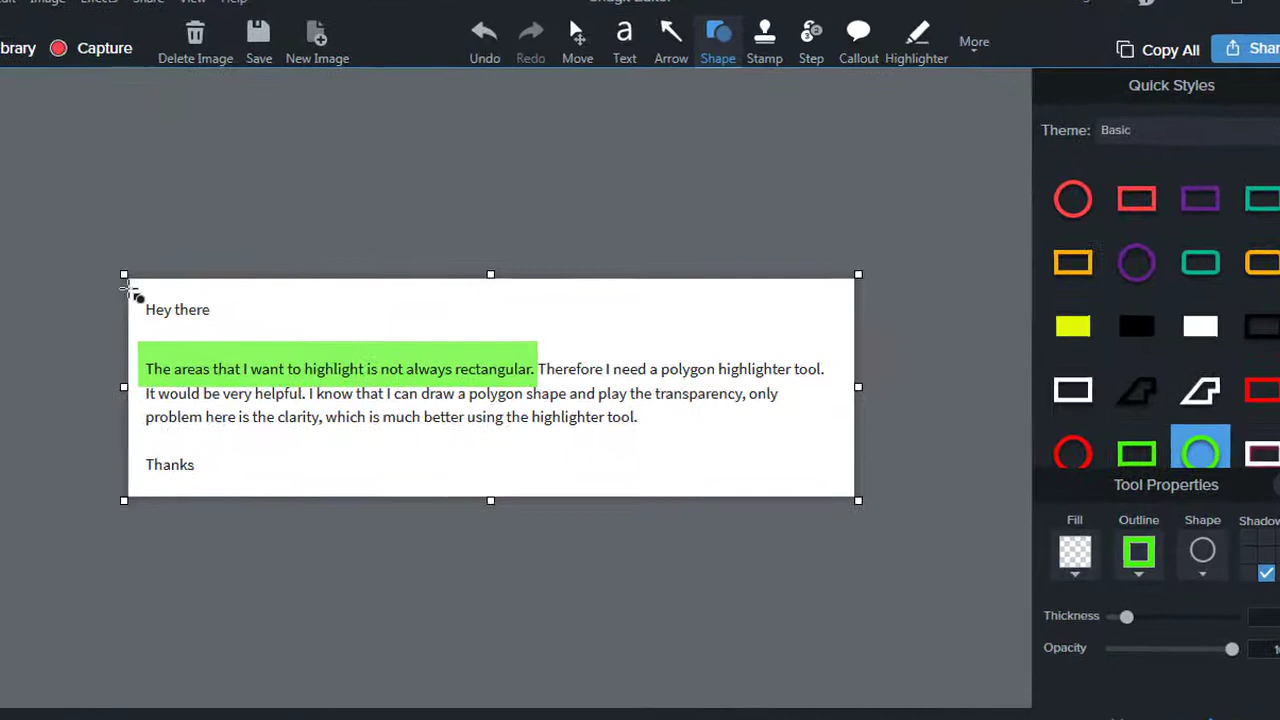 Delete Image Save New Image Undo Redo Move Text Arrow Shape Stamp Step Callout Highlighter More
Capture a Copy All
Quick Styles
Theme: Basic
Hey there
The areas that I want to highlight is not always rectangular. Therefore I need a polygon highlighter tool.
It would be very helpful. I know that I can draw a polygon shape and play the transparency, only
problem here is the clarity, which is much better using the highlighter tool.
Thanks
Tool Properties
Fill Outline Shape
Thickness
Opacity